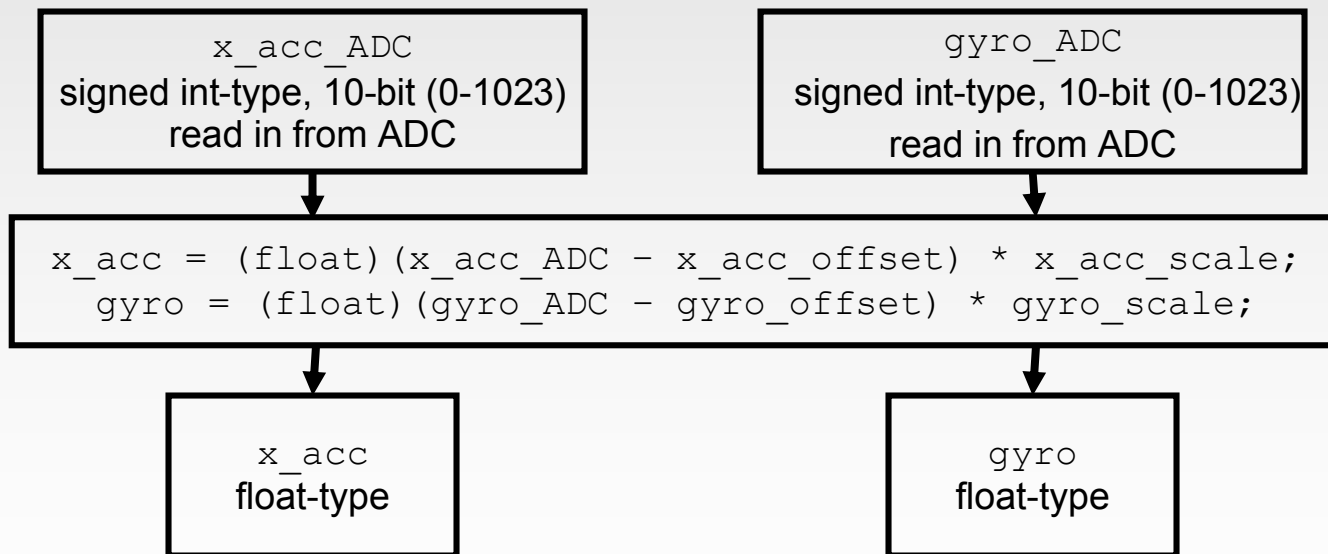 x_acc_ADC
signed int-type, 10-bit (0-1023)
read in from ADC
gyro_ADC
signed int-type, 10-bit (0-1023)
read in from ADC
x_acc = (float)(x_acc_ADC – x_acc_offset) * x_acc_scale;
gyro = (float)(gyro_ADC – gyro_offset) * gyro_scale;
x_acc
float-type
gyro
float-type